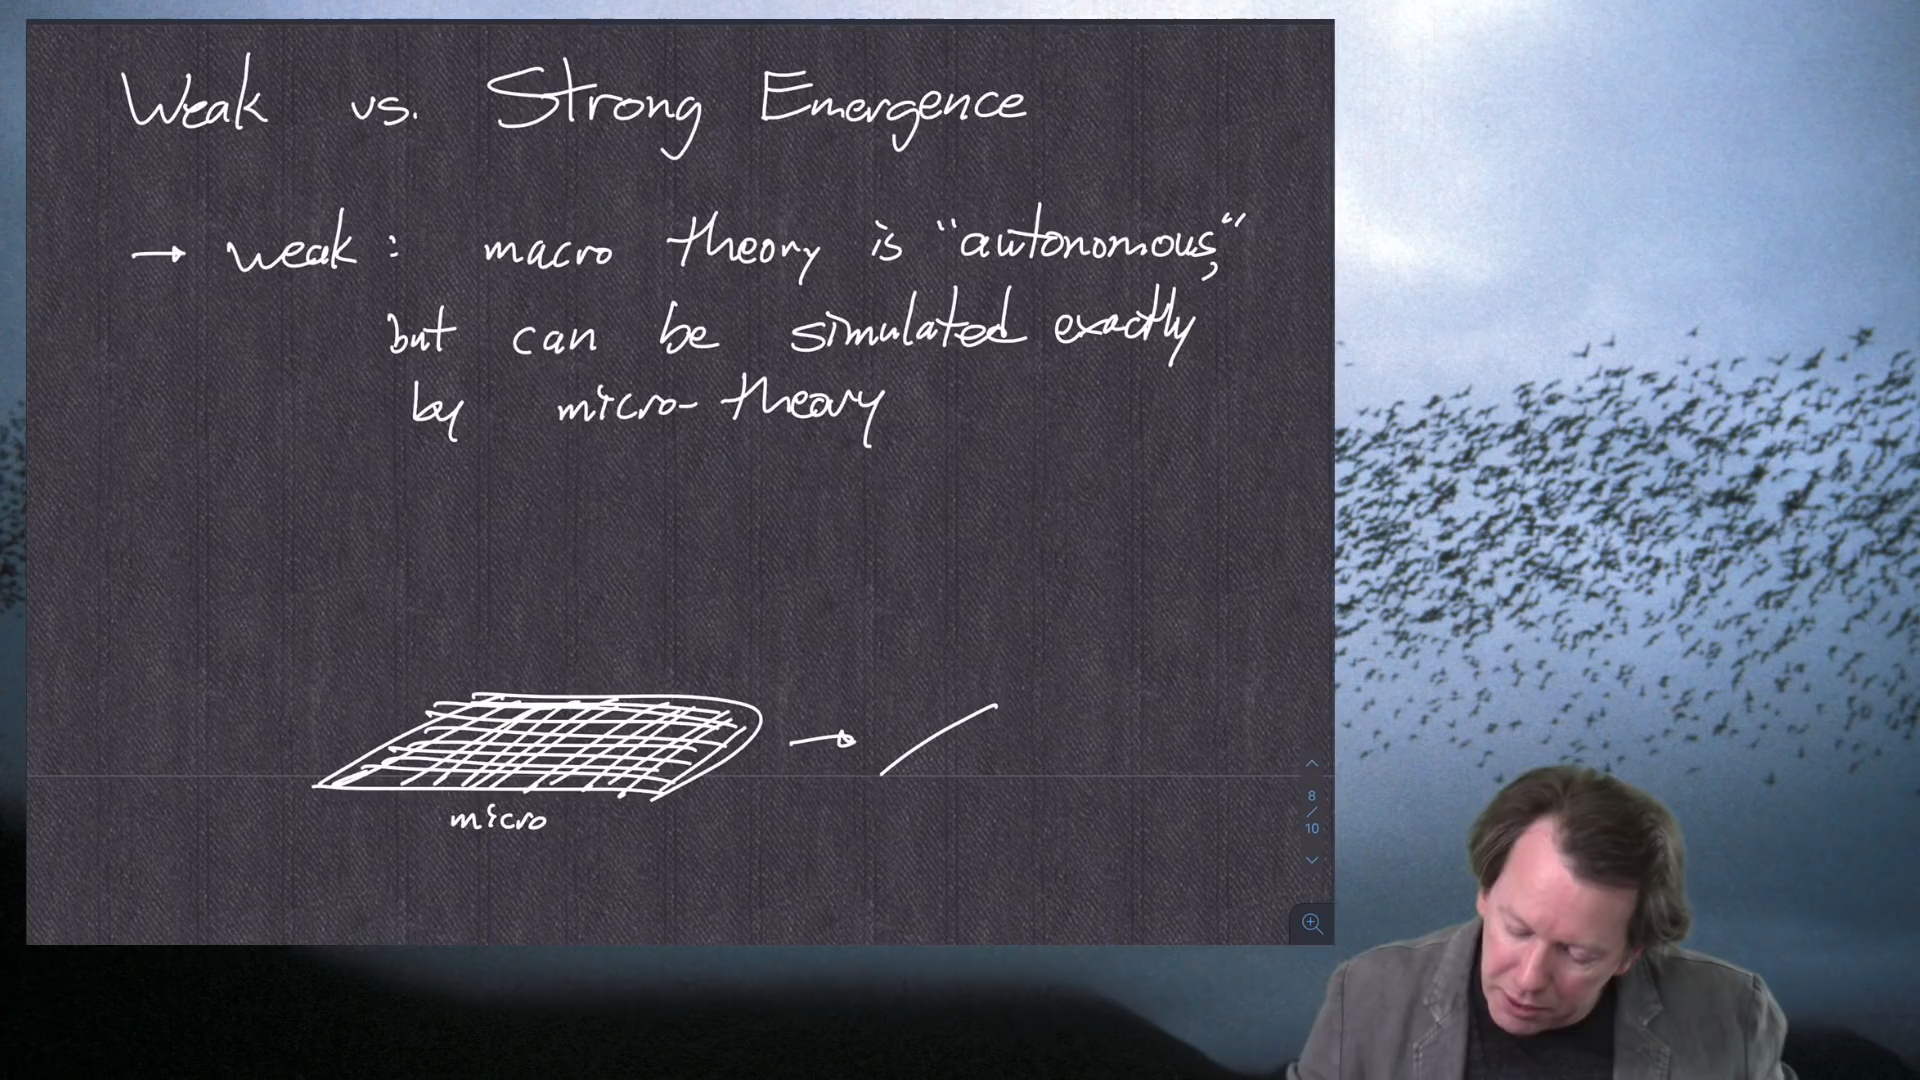 Weak vs. Strong Emergence
→ weak: macro theory is "autonomous,"
but can be simulated exactly
by micro-theory
micro
8
/
10